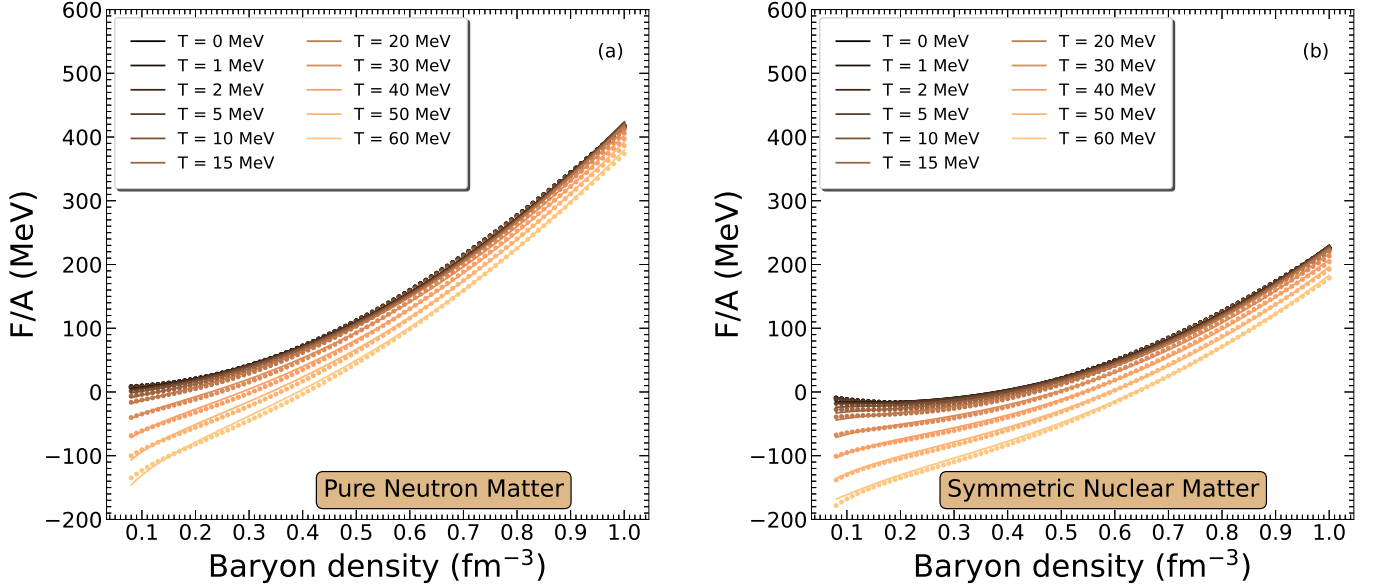 600
500
400
300
200
100
0
−100
−200
F/A (MeV)
T = 0 MeV
T = 1 MeV
T = 2 MeV
T = 5 MeV
T = 10 MeV
T = 15 MeV
T = 20 MeV
T = 30 MeV
T = 40 MeV
T = 50 MeV
T = 60 MeV
(a)
Pure Neutron Matter
0.1 0.2 0.3 0.4 0.5 0.6 0.7 0.8 0.9 1.0
Baryon density (fm⁻³)
600
500
400
300
200
100
0
−100
−200
F/A (MeV)
T = 0 MeV
T = 1 MeV
T = 2 MeV
T = 5 MeV
T = 10 MeV
T = 15 MeV
T = 20 MeV
T = 30 MeV
T = 40 MeV
T = 50 MeV
T = 60 MeV
(b)
Symmetric Nuclear Matter
0.1 0.2 0.3 0.4 0.5 0.6 0.7 0.8 0.9 1.0
Baryon density (fm⁻³)